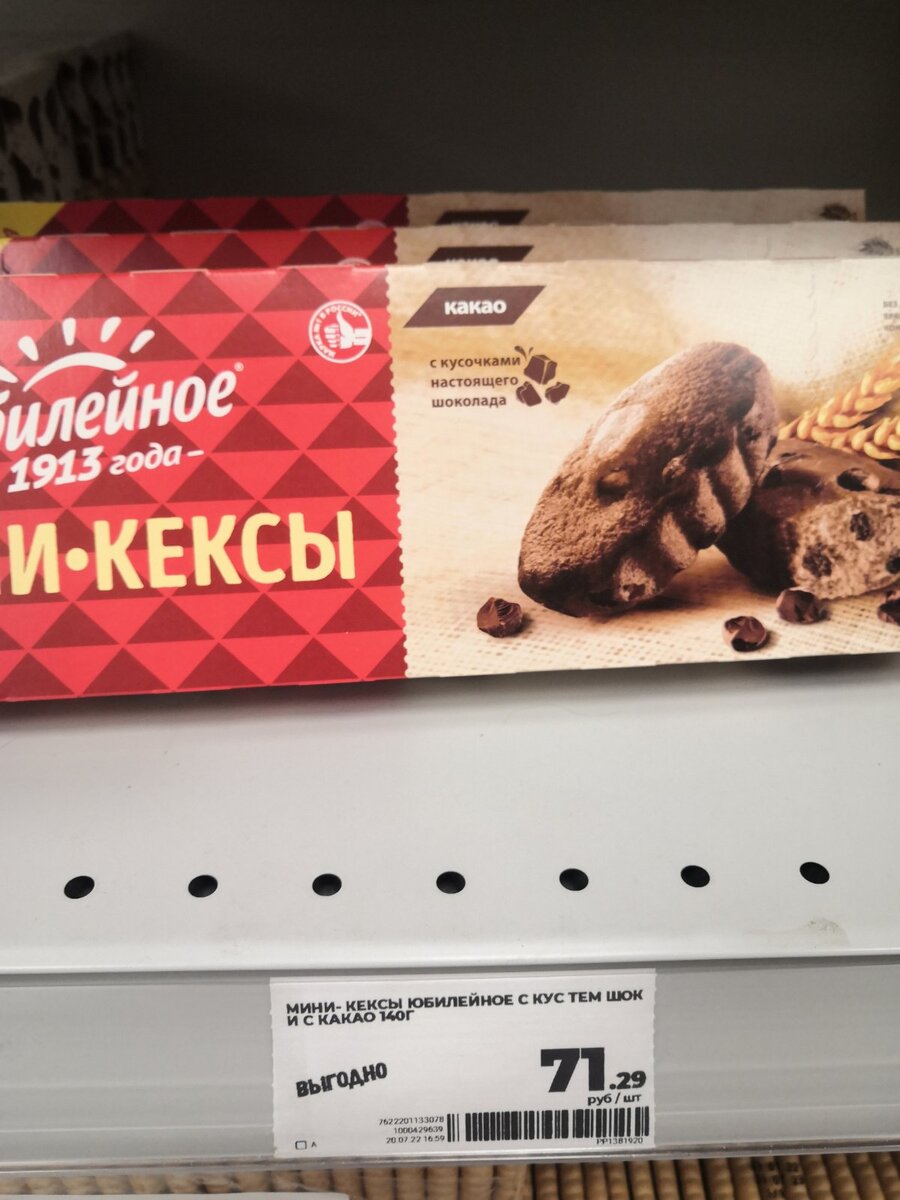 какао
с кусочками
настоящего
шоколада
билейное®
1913 года–
И•КЕКСЫ
МИНИ- КЕКСЫ ЮБИЛЕЙНОЕ С КУС ТЕМ ШОК
И С КАКАО 140Г
ВЫГОДНО
71.29
руб / шт
7622201133078
1000429639
20.07.22 16:59
А
PP1381920